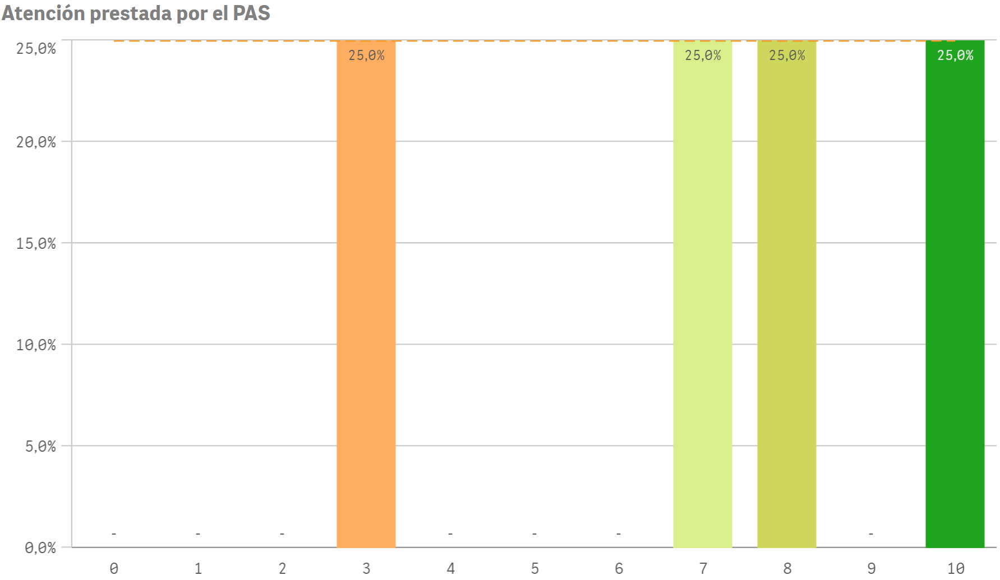 Atención prestada por el PAS
25,0%
20,0%
15,0%
10,0%
5,0%
0,0%
- - - 25,0% - - - 25,0% 25,0% - 25,0%
0 1 2 3 4 5 6 7 8 9 10